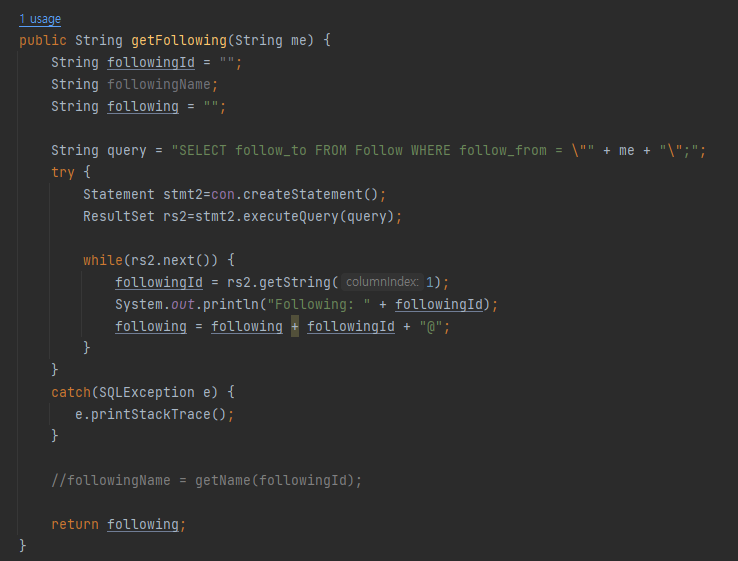 1 usage
public String getFollowing(String me) {
    String followingId = "";
    String followingName;
    String following = "";

    String query = "SELECT follow_to FROM Follow WHERE follow_from = \"" + me + "\";";
    try {
        Statement stmt2=con.createStatement();
        ResultSet rs2=stmt2.executeQuery(query);

        while(rs2.next()) {
            followingId = rs2.getString( columnIndex: 1);
            System.out.println("Following: " + followingId);
            following = following + followingId + "@";
        }
    }
    catch(SQLException e) {
       e.printStackTrace();
    }

    //followingName = getName(followingId);

    return following;
}